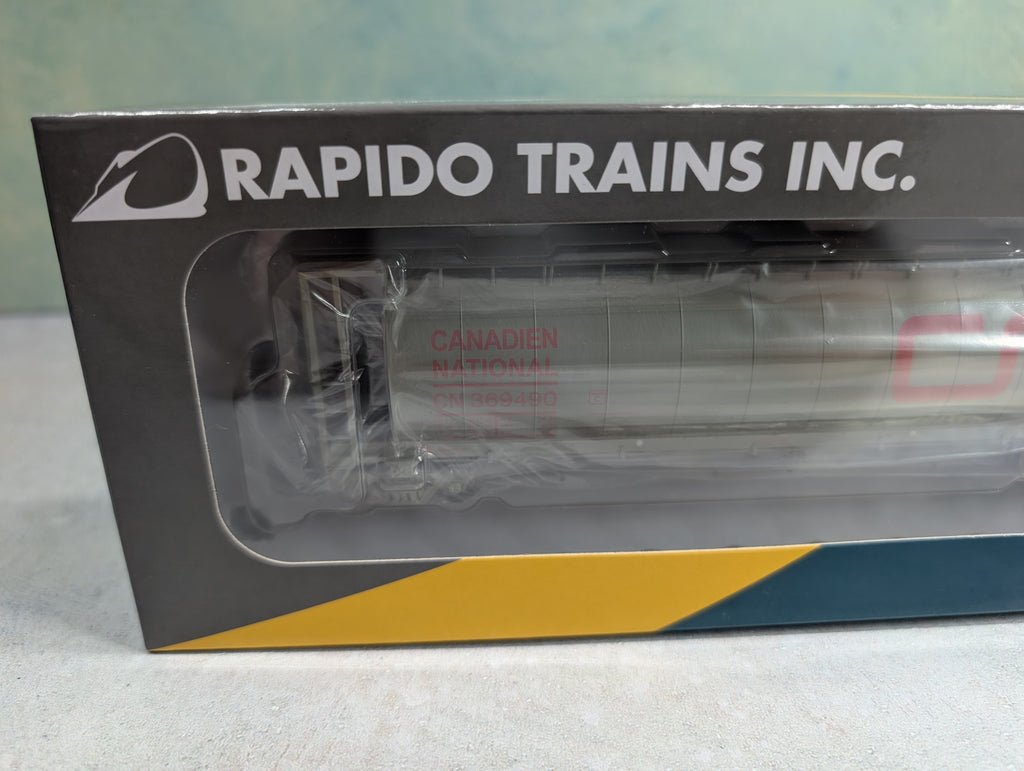 RAPIDO TRAINS INC.
CANADIEN
NATIONAL
CN 369490
C